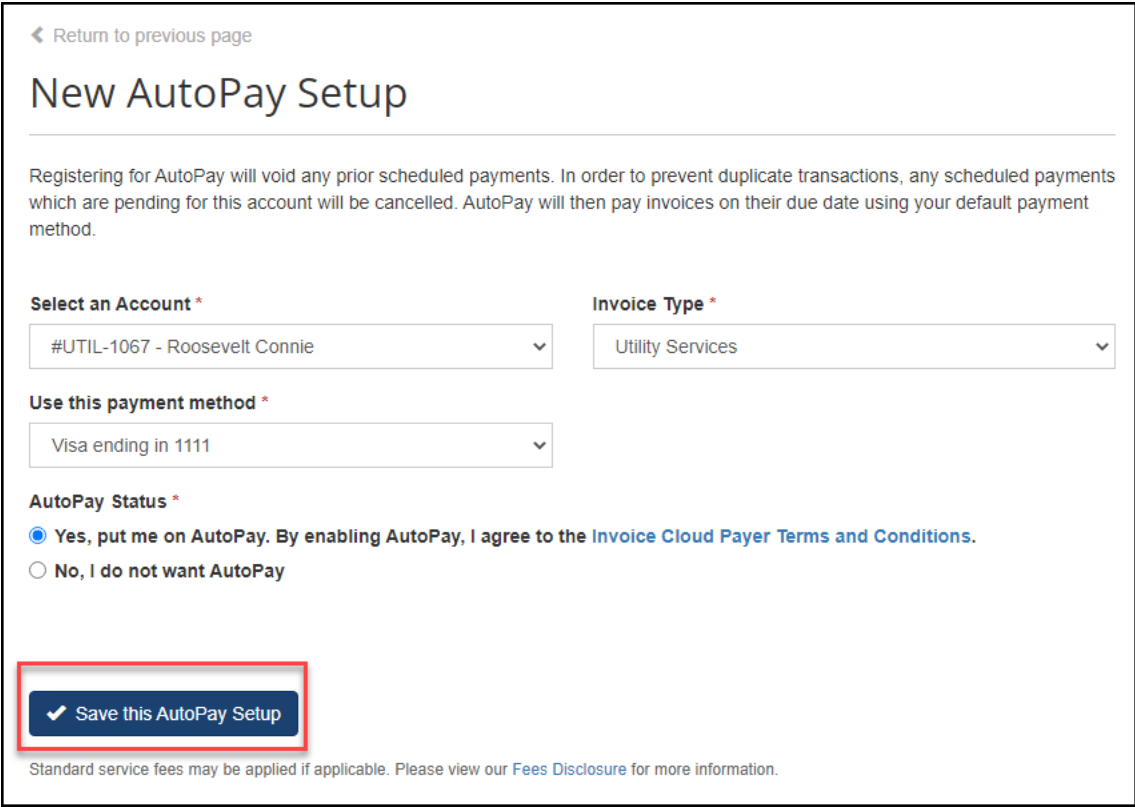 Return to previous page
New AutoPay Setup
Registering for AutoPay will void any prior scheduled payments. In order to prevent duplicate transactions, any scheduled payments
which are pending for this account will be cancelled. AutoPay will then pay invoices on their due date using your default payment
method.
Select an Account *
#UTIL-1067 - Roosevelt Connie
Invoice Type *
Utility Services
Use this payment method *
Visa ending in 1111
AutoPay Status *
Yes, put me on AutoPay. By enabling AutoPay, I agree to the Invoice Cloud Payer Terms and Conditions.
No, I do not want AutoPay
Save this AutoPay Setup
Standard service fees may be applied if applicable. Please view our Fees Disclosure for more information.